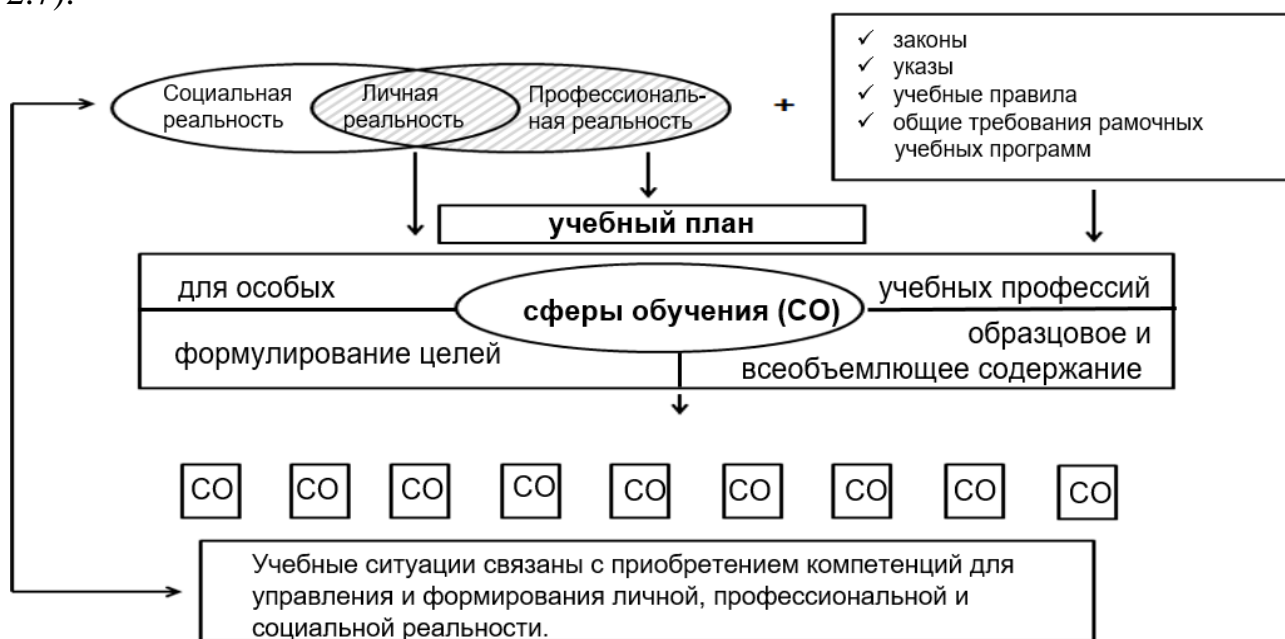 2.7).
Социальная
реальность
Личная
реальность
Профессиональ-
ная реальность
+
✓ законы
✓ указы
✓ учебные правила
✓ общие требования рамочных
учебных программ
учебный план
для особых
сферы обучения (СО)
учебных профессий
формулирование целей
образцовое и
всеобъемлющее содержание
СО СО СО СО СО СО СО СО СО
Учебные ситуации связаны с приобретением компетенций для
управления и формирования личной, профессиональной и
социальной реальности.